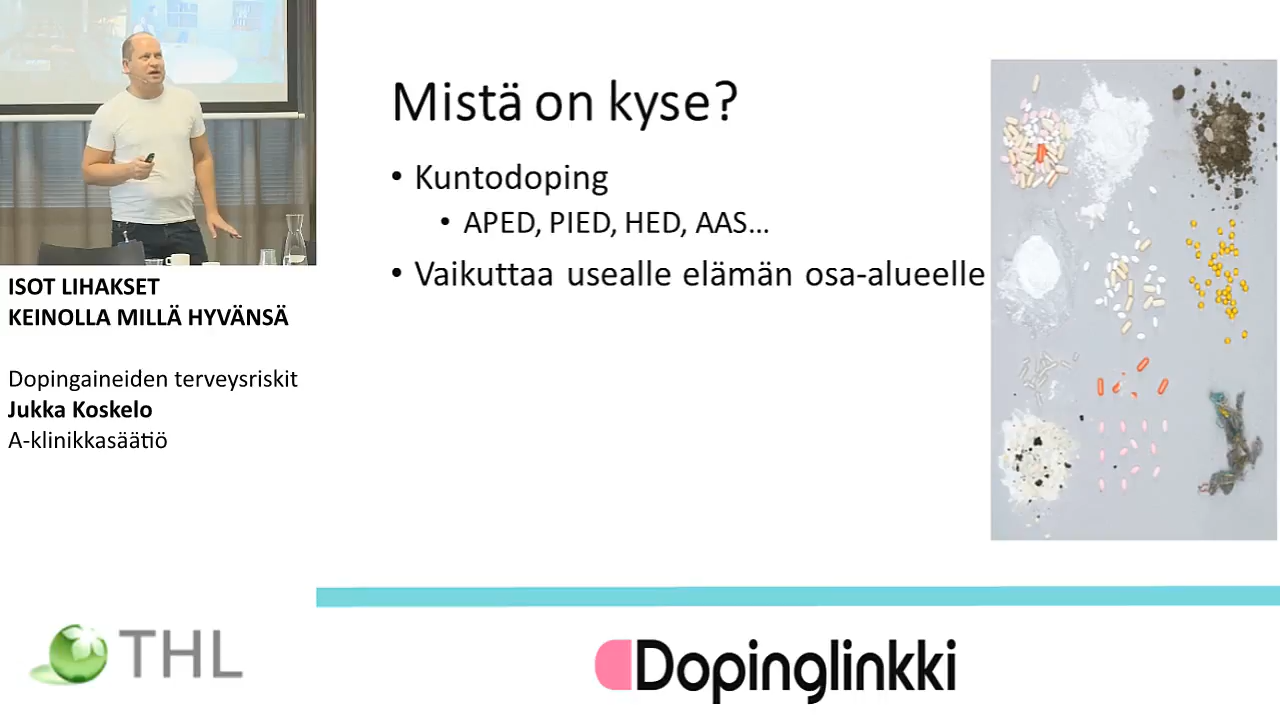 ISOT LIHAKSET
KEINOLLA MILLÄ HYVÄNSÄ
Dopingaineiden terveysriskit
Jukka Koskelo
A-klinikkasäätiö
THL
Mistä on kyse?
• Kuntodoping
• APED, PIED, HED, AAS...
• Vaikuttaa usealle elämän osa-alueelle
Dopinglinkki